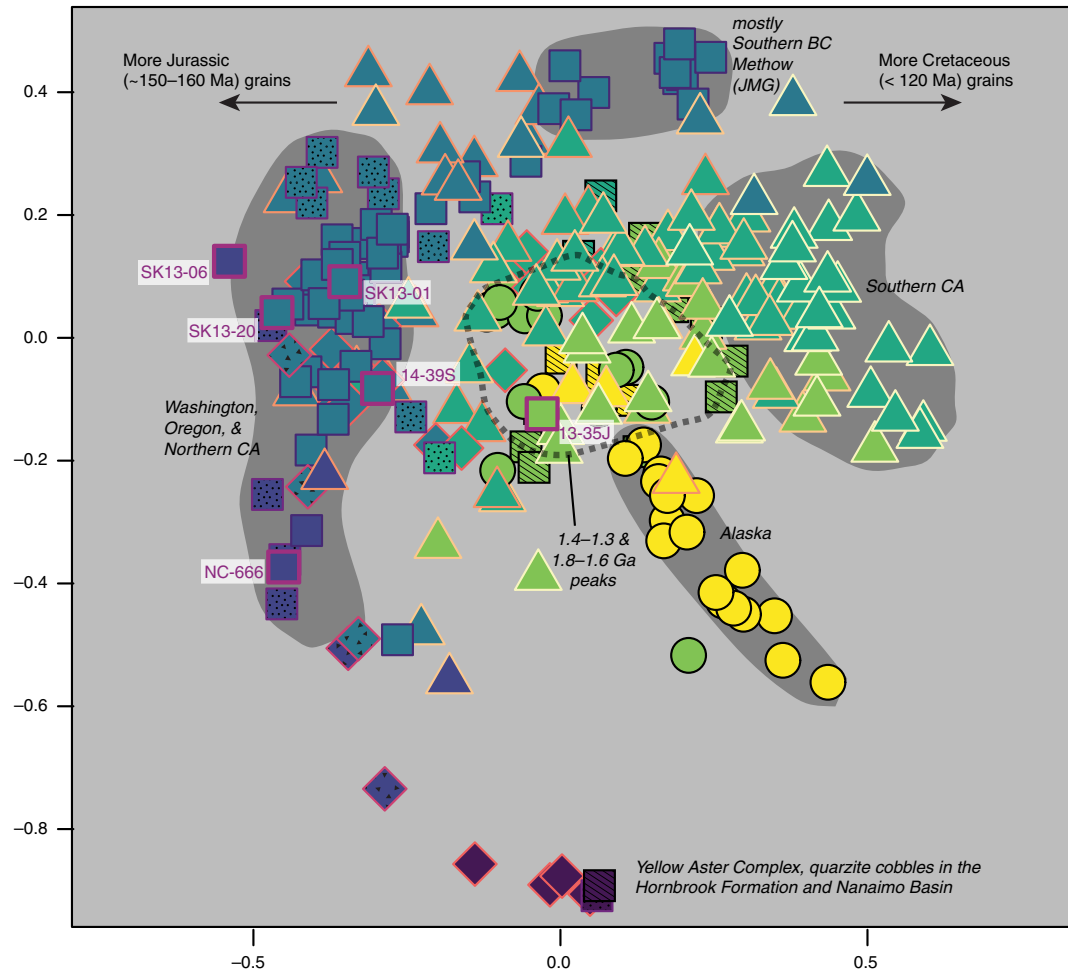 mostly
Southern BC
Methow
(JMG)
More Jurassic
(~150–160 Ma) grains
More Cretaceous
(< 120 Ma) grains
0.4
0.2
0.0
−0.2
−0.4
−0.6
−0.8
SK13-06
SK13-01
SK13-20
14-39S
13-35J
NC-666
Southern CA
Washington,
Oregon, &
Northern CA
1.4–1.3 &
1.8–1.6 Ga
peaks
Alaska
Yellow Aster Complex, quarzite cobbles in the
Hornbrook Formation and Nanaimo Basin
−0.5
0.0
0.5